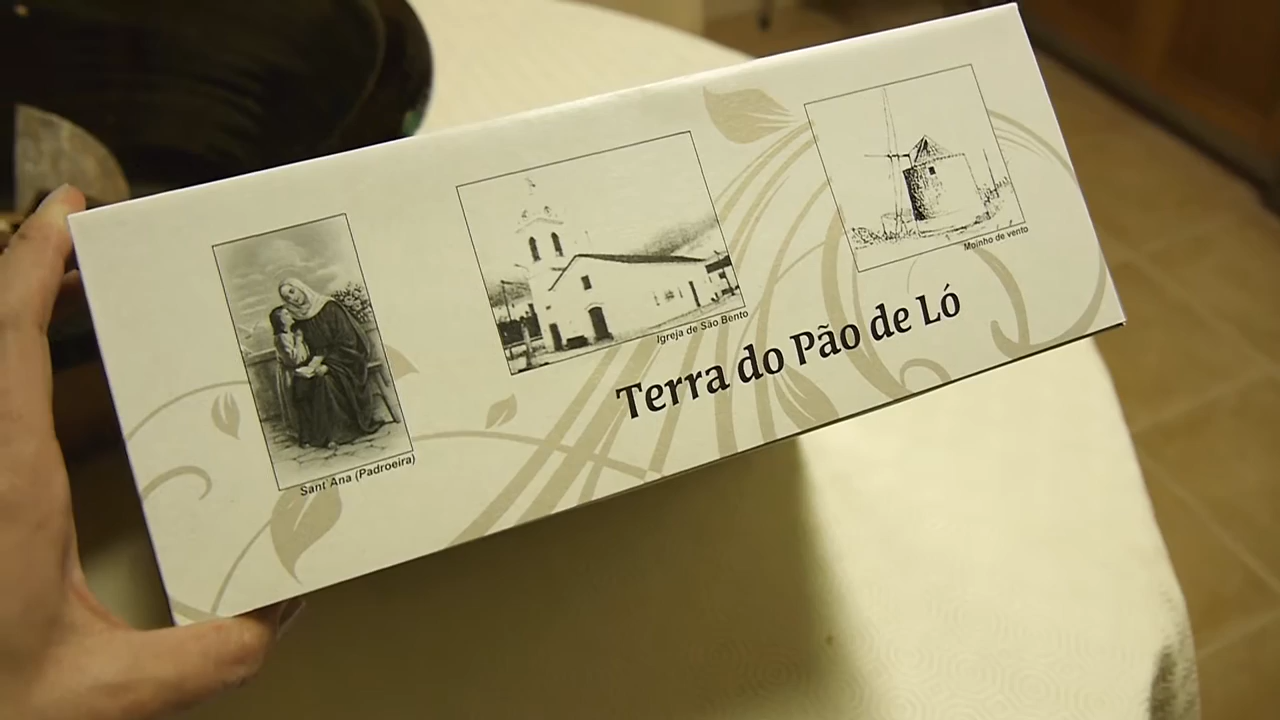 Sant´Ana (Padroeira)
Igreja de São Bento
Moinho de vento
Terra do Pão de Ló